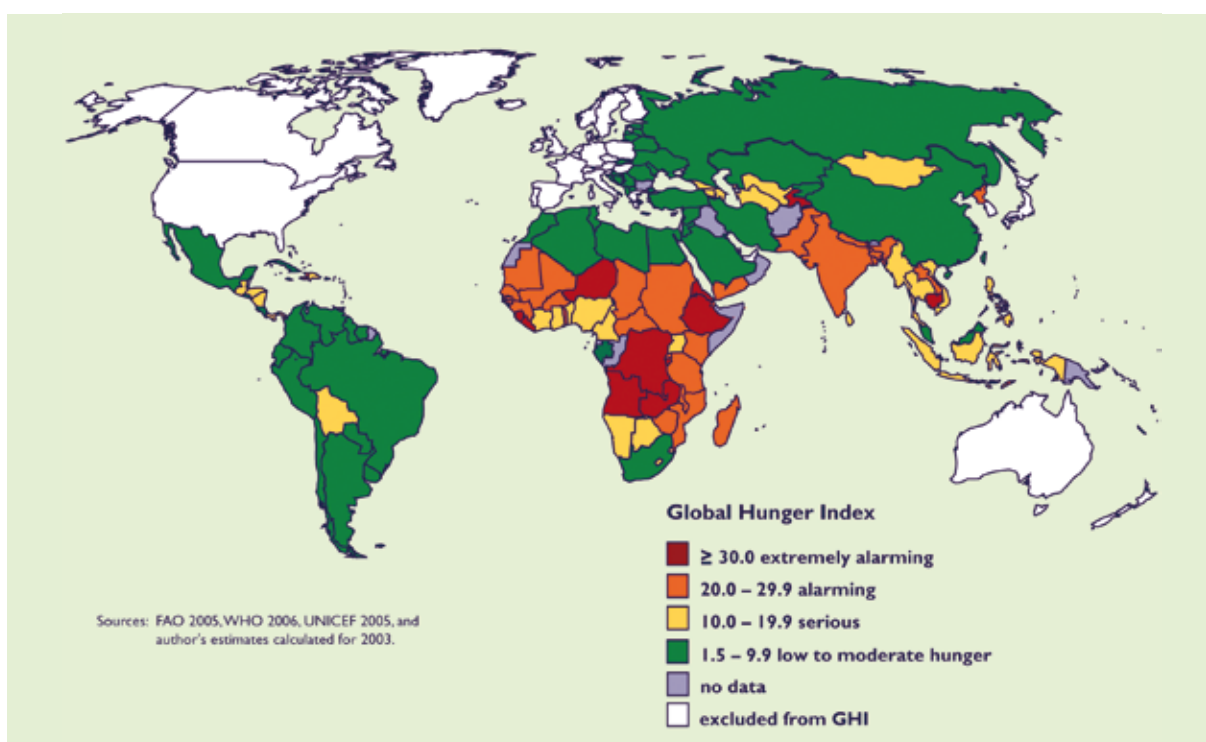 Global Hunger Index
≥ 30.0 extremely alarming
20.0 – 29.9 alarming
10.0 – 19.9 serious
1.5 – 9.9 low to moderate hunger
no data
excluded from GHI
Sources: FAO 2005, WHO 2006, UNICEF 2005, and
author's estimates calculated for 2003.